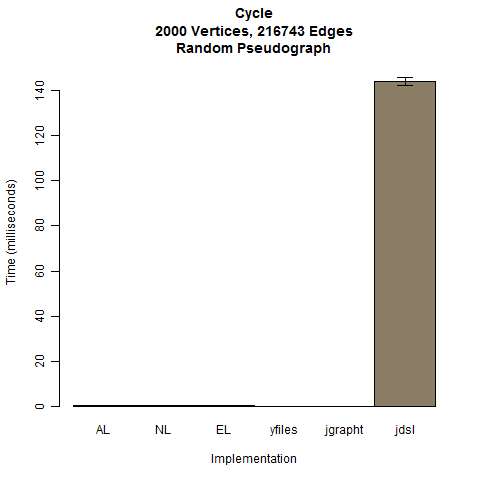 Cycle
2000 Vertices, 216743 Edges
Random Pseudograph
140
120
100
80
60
40
20
0
Time (milliseconds)
AL NL EL yfiles jgrapht jdsl
Implementation